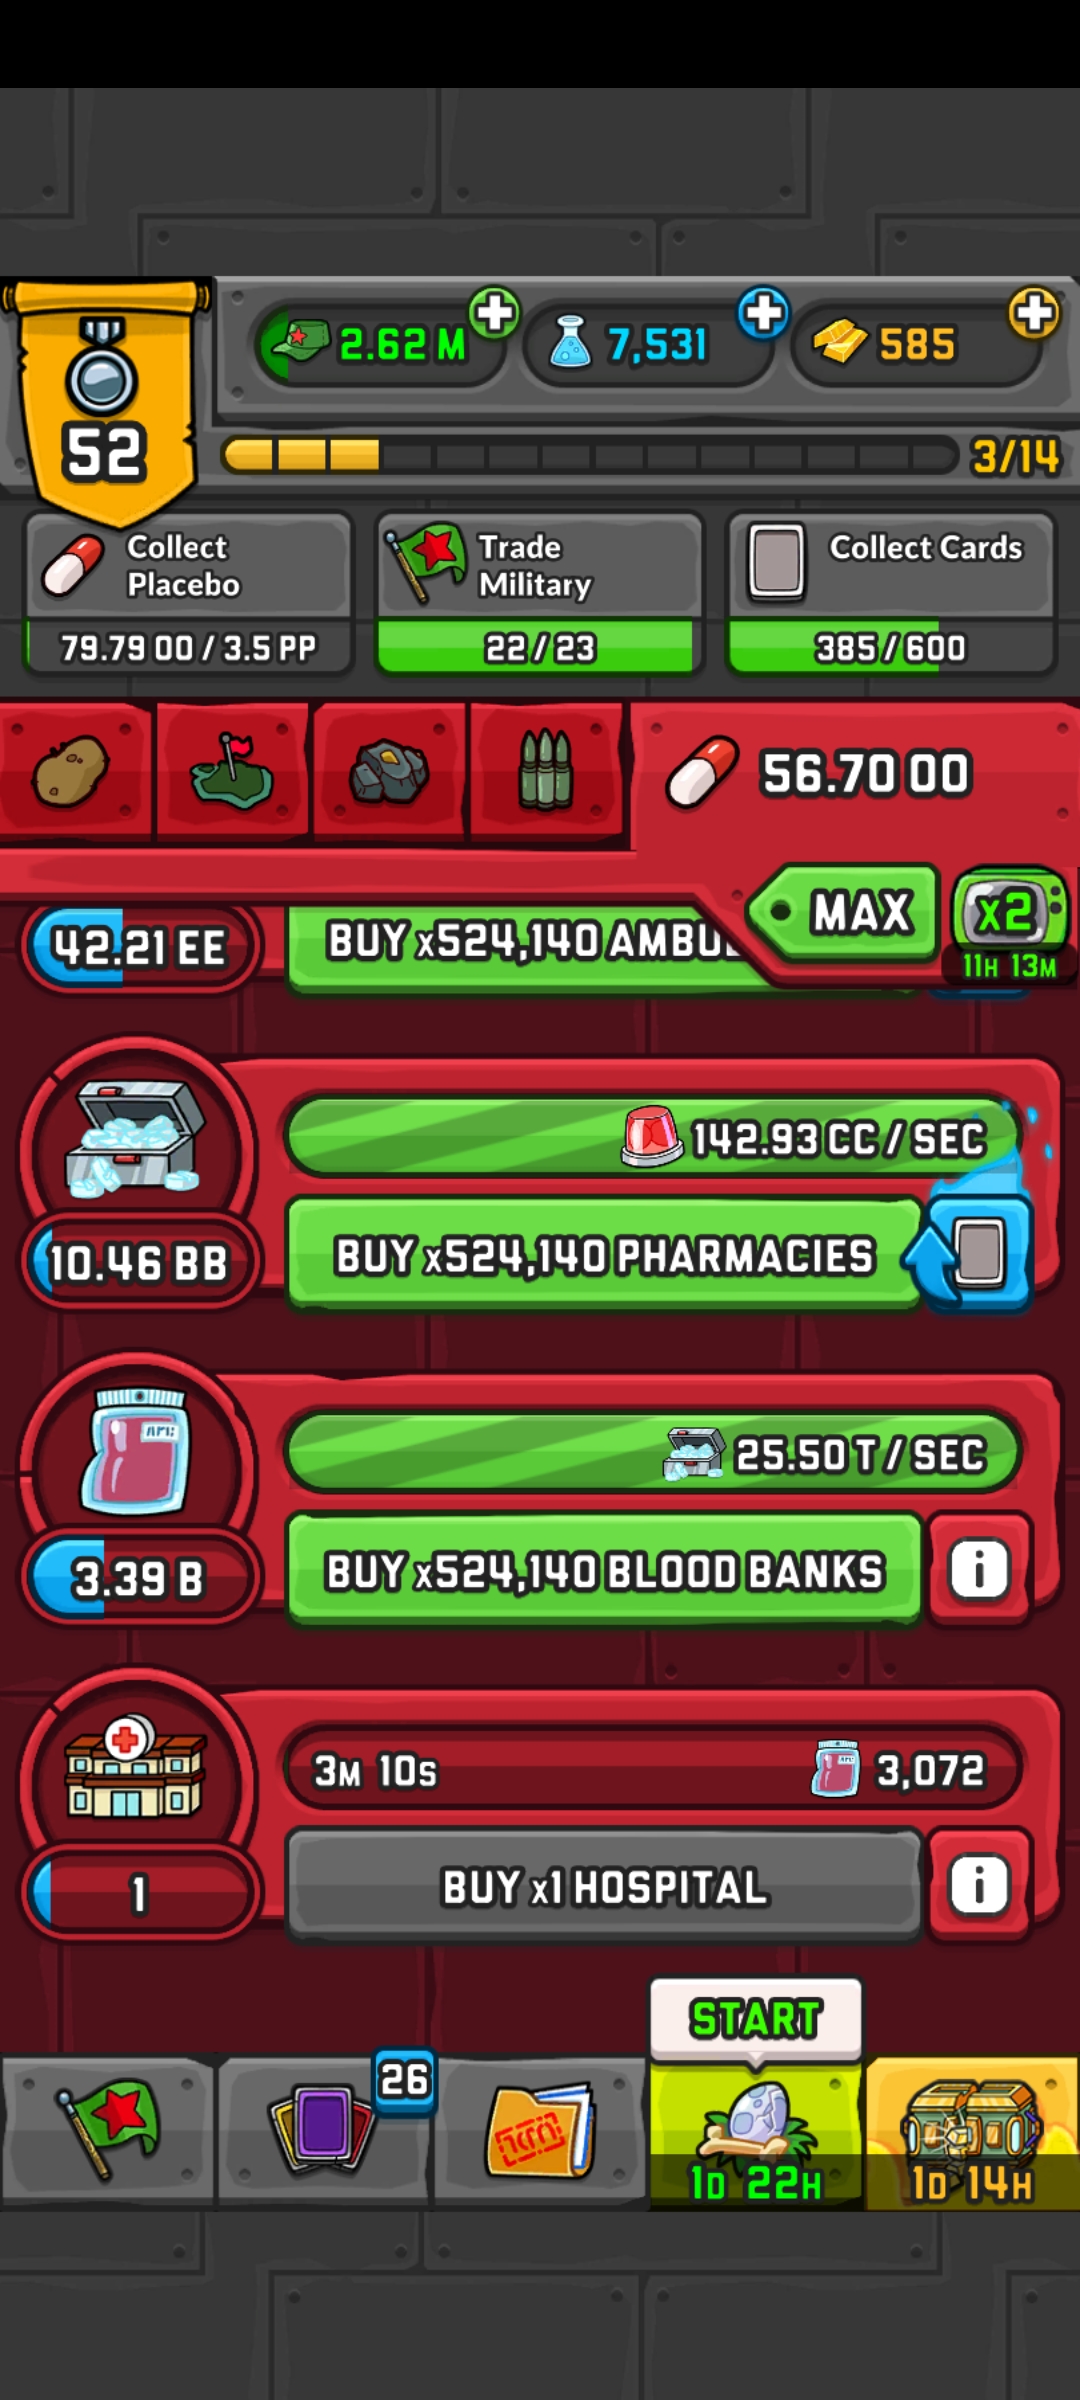 2.62 M
7,531
585
52
3/14
Collect
Placebo
79.79 OO / 3.5 PP
Trade
Military
22 / 23
Collect Cards
385 / 600
56.70 OO
MAX
x2
11H 13M
42.21 EE
BUY x524,140
142.93 CC / SEC
10.46 BB
BUY x524,140 PHARMACIES
25.50 T / SEC
3.39 B
BUY x524,140 BLOOD BANKS
i
3M 10S
3,072
1
BUY x1 HOSPITAL
i
START
26
1D 22H
1D 14H